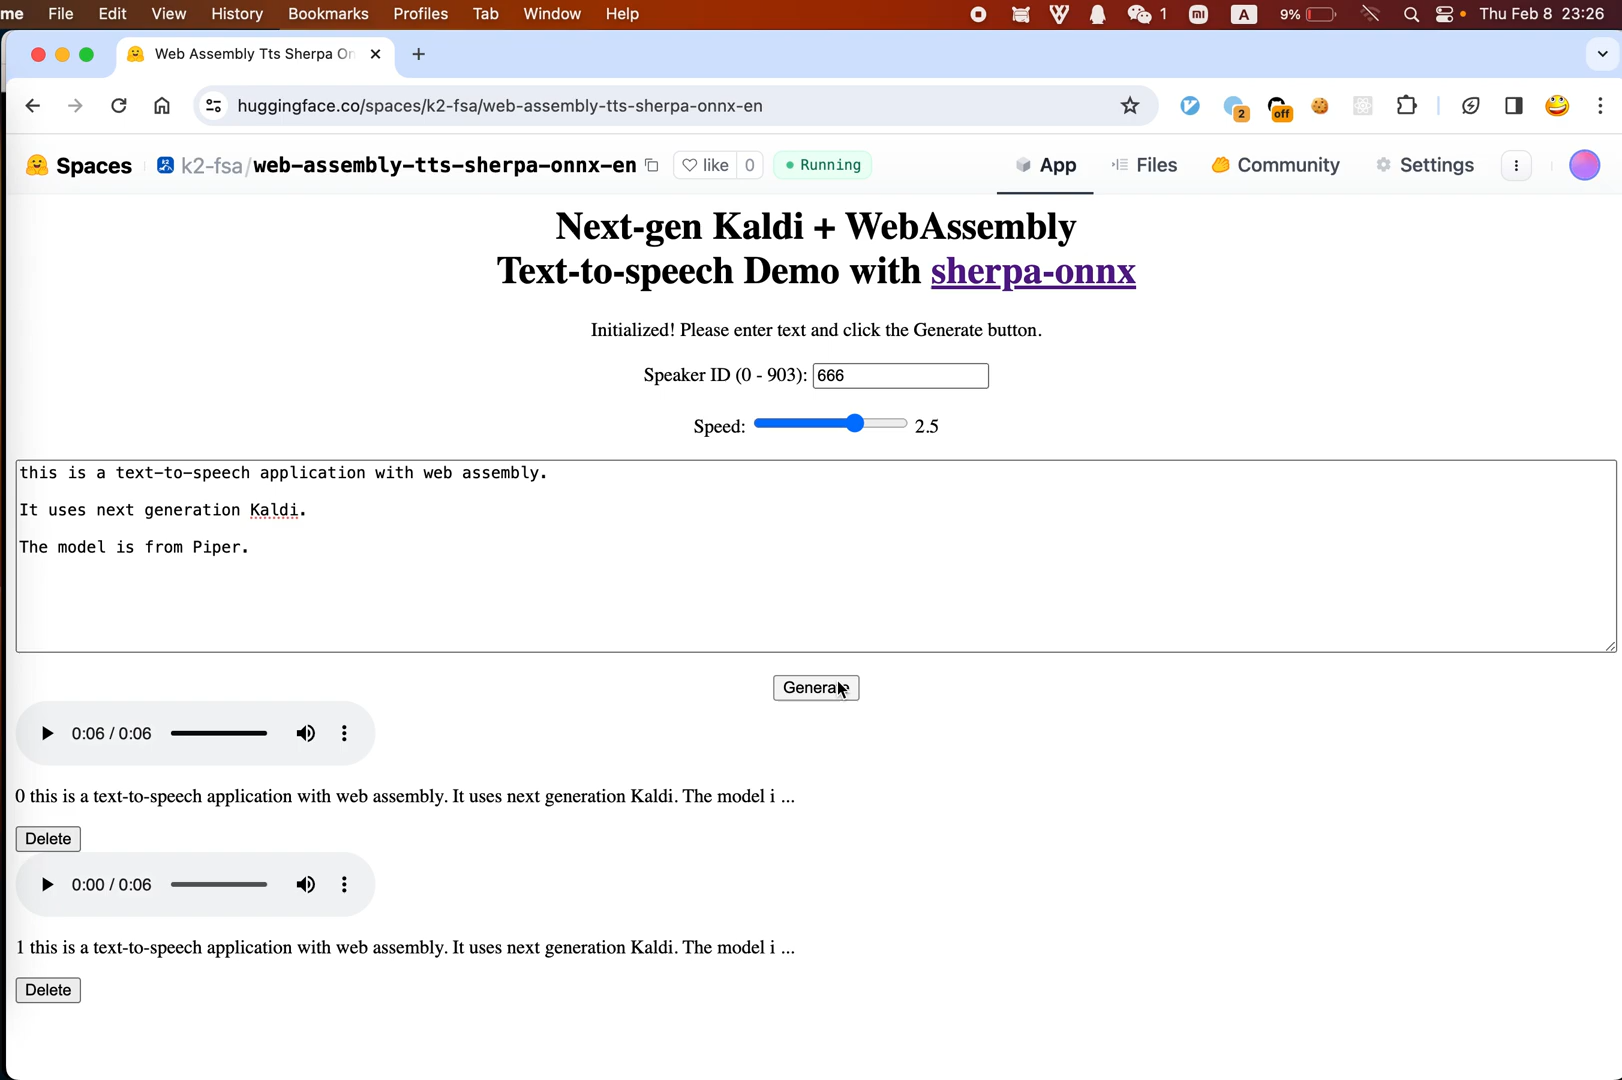 me File Edit View History Bookmarks Profiles Tab Window Help 1 mi A 9% Thu Feb 8 23:26
Web Assembly Tts Sherpa On
huggingface.co/spaces/k2-fsa/web-assembly-tts-sherpa-onnx-en 2 off
Spaces k2-fsa/web-assembly-tts-sherpa-onnx-en like 0 Running App Files Community Settings
Next-gen Kaldi + WebAssembly
Text-to-speech Demo with sherpa-onnx
Initialized! Please enter text and click the Generate button.
Speaker ID (0 - 903): 666
Speed: 2.5
this is a text-to-speech application with web assembly.
It uses next generation Kaldi.
The model is from Piper.
Generate
0:06 / 0:06
0 this is a text-to-speech application with web assembly. It uses next generation Kaldi. The model i ...
Delete
0:00 / 0:06
1 this is a text-to-speech application with web assembly. It uses next generation Kaldi. The model i ...
Delete